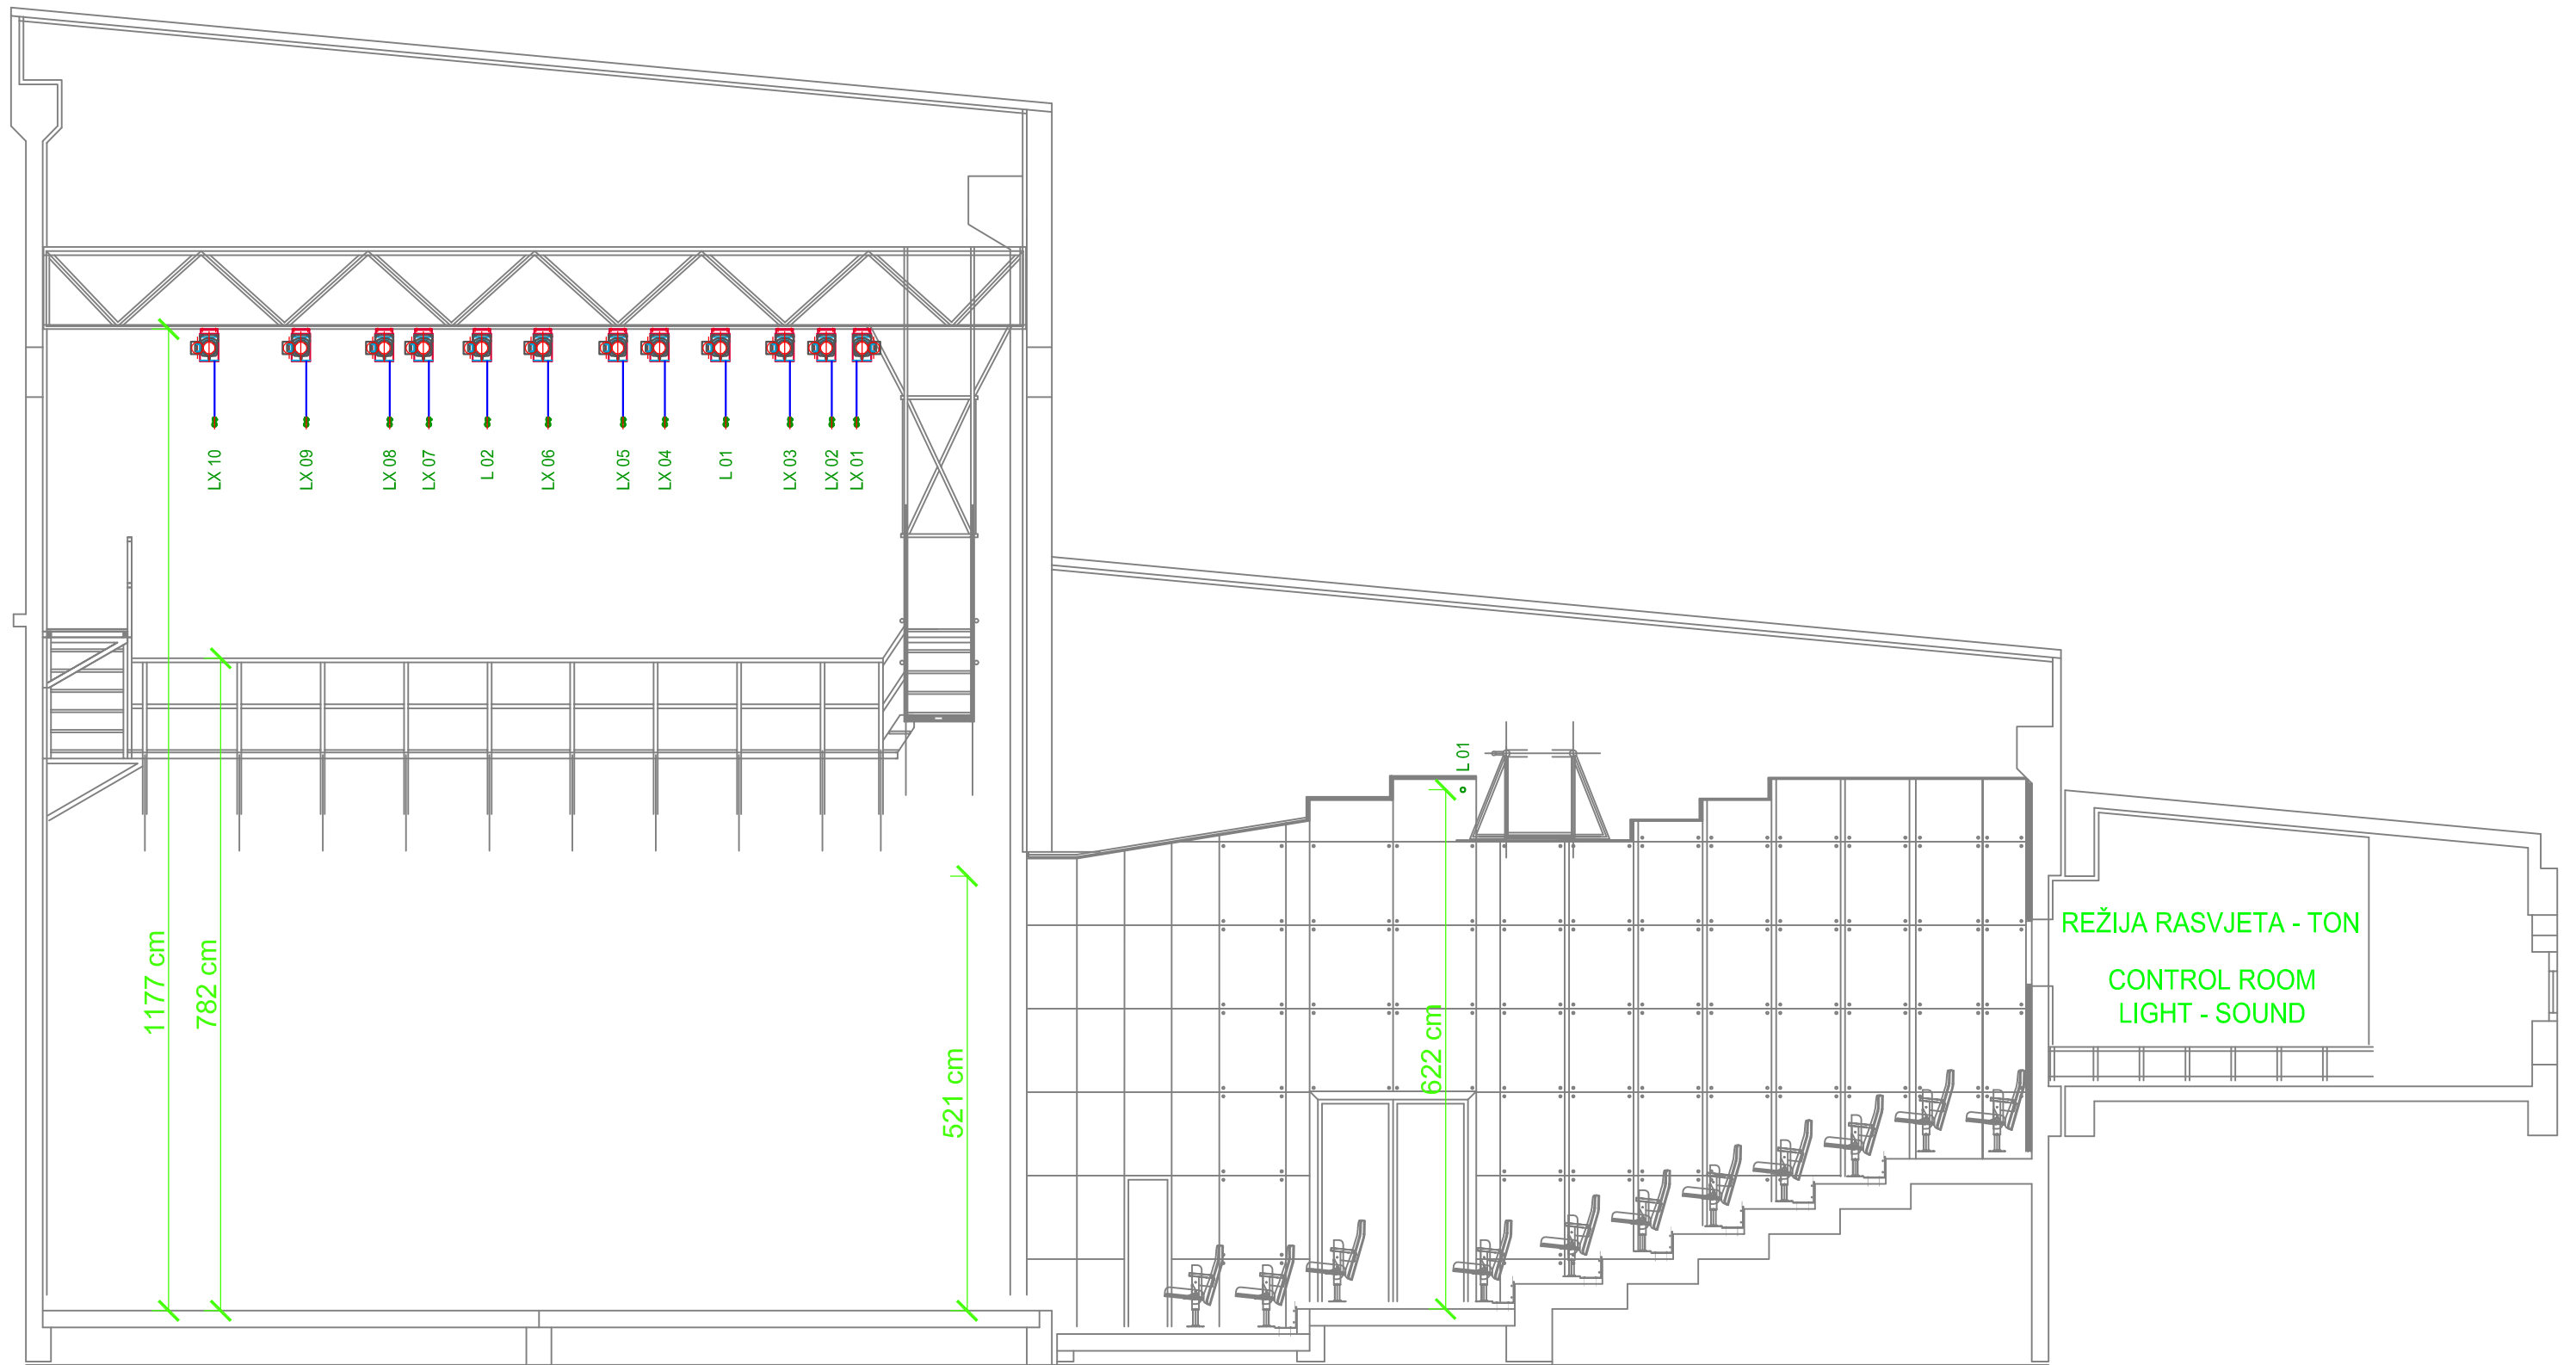 LX 10
LX 09
LX 08
LX 07
L 02
LX 06
LX 05
LX 04
L 01
LX 03
LX 02
LX 01
L 01
1177 cm
782 cm
521 cm
622 cm
REŽIJA RASVJETA - TON
CONTROL ROOM
LIGHT - SOUND